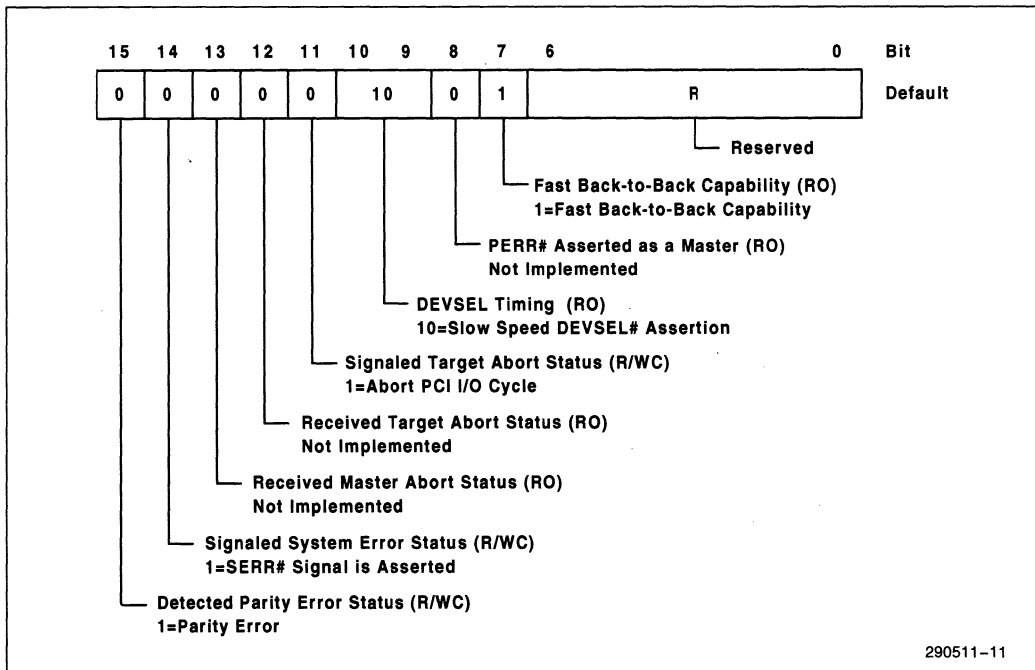 15 14 13 12 11 10 9 8 7 6 0 Bit
0 0 0 0 0 10 0 1 R Default
Reserved
Fast Back-to-Back Capability (RO)
1=Fast Back-to-Back Capability
PERR# Asserted as a Master (RO)
Not Implemented
DEVSEL Timing (RO)
10=Slow Speed DEVSEL# Assertion
Signaled Target Abort Status (R/WC)
1=Abort PCI I/O Cycle
Received Target Abort Status (RO)
Not Implemented
Received Master Abort Status (RO)
Not Implemented
Signaled System Error Status (R/WC)
1=SERR# Signal is Asserted
Detected Parity Error Status (R/WC)
1=Parity Error
290511-11